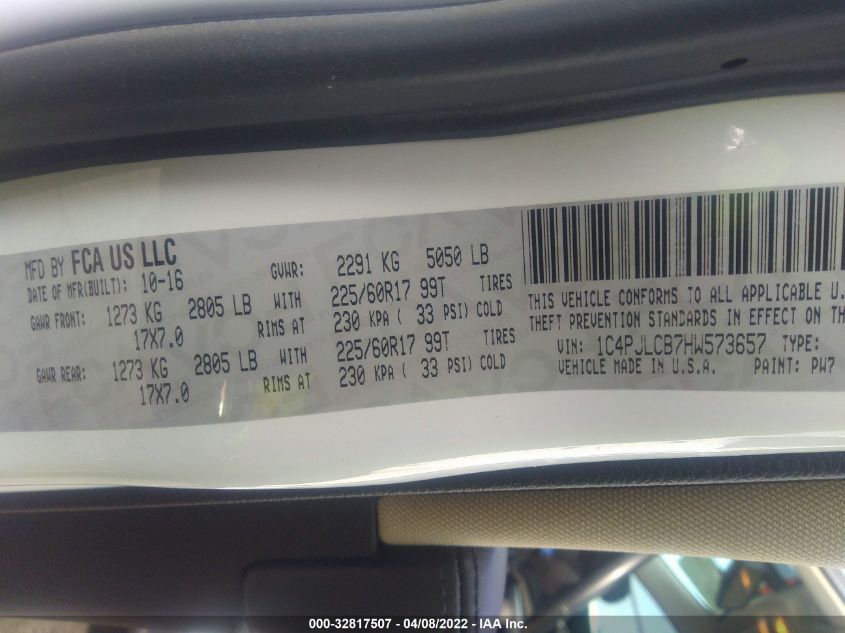 MFD BY FCA US LLC
DATE OF MFR(BUILT): 10-16
GVWR: 2291 KG 5050 LB
GAWR FRONT: 1273 KG 2805 LB WITH 225/60R17 99T TIRES
17X7.0 RIMS AT 230 KPA ( 33 PSI) COLD
GAWR REAR: 1273 KG 2805 LB WITH 225/60R17 99T TIRES
17X7.0 RIMS AT 230 KPA ( 33 PSI) COLD
THIS VEHICLE CONFORMS TO ALL APPLICABLE U.
THEFT PREVENTION STANDARDS IN EFFECT ON TH
VIN: 1C4PJLCB7HW573657 TYPE:
VEHICLE MADE IN U.S.A. PAINT: PW7
000-32817507 - 04/08/2022 - IAA Inc.